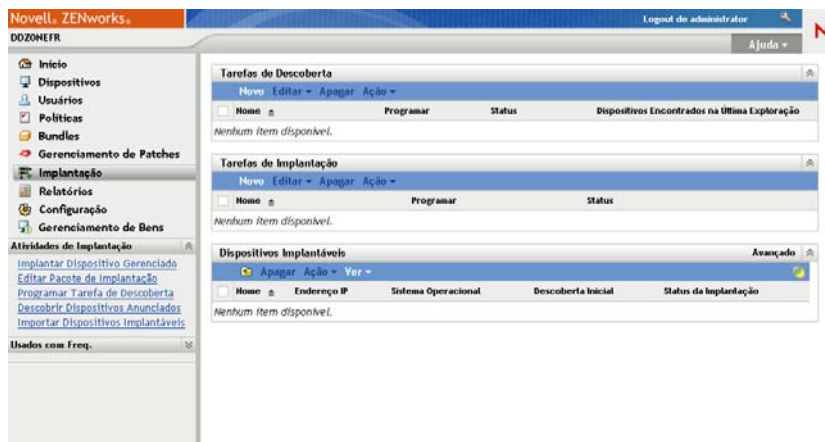 Novell® ZENworks®
Logout de administrator
DDZONEFR
Ajuda
Início
Dispositivos
Usuários
Políticas
Bundles
Gerenciamento de Patches
Implantação
Relatórios
Configuração
Gerenciamento de Bens
Atividades de Implantação
Implantar Dispositivo Gerenciado
Editar Pacote de Implantação
Programar Tarefa de Descoberta
Descobrir Dispositivos Anunciados
Importar Dispositivos Implantáveis
Usados com Freq.
Tarefas de Descoberta
Novo Editar Apagar Ação
Nome Programar Status Dispositivos Encontrados na Última Exploração
Nenhum item disponível.
Tarefas de Implantação
Novo Editar Apagar Ação
Nome Programar Status
Nenhum item disponível.
Dispositivos Implantáveis Avançado
Apagar Ação Ver
Nome Endereço IP Sistema Operacional Descoberta Inicial Status da Implantação
Nenhum item disponível.